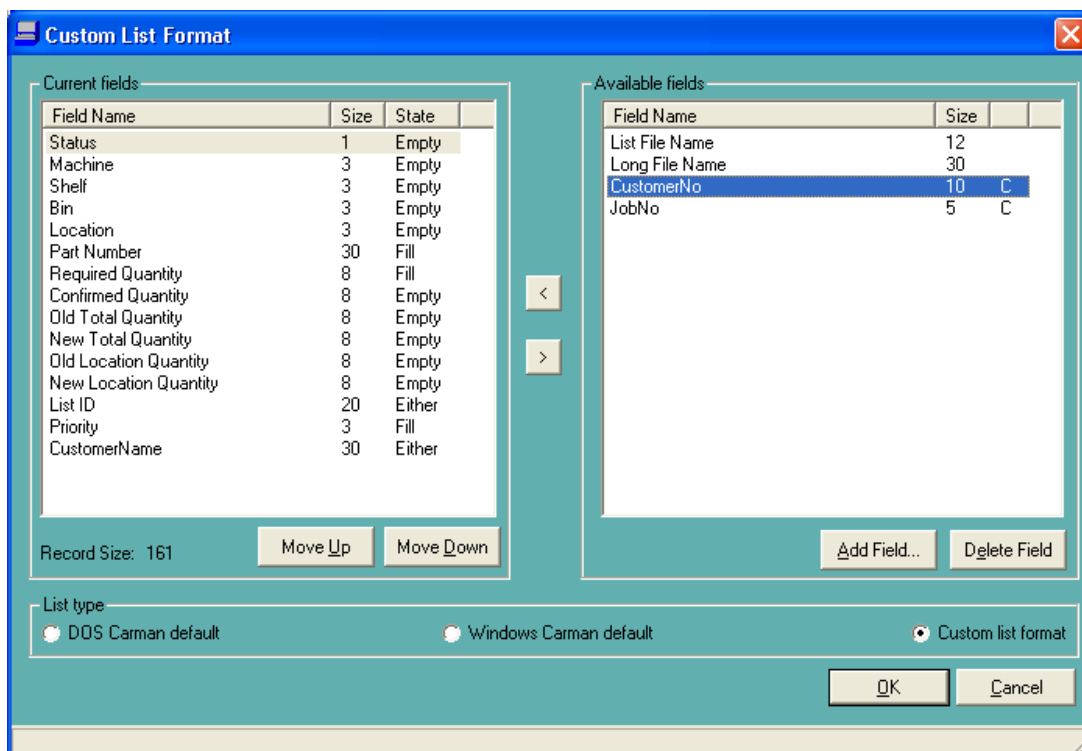 Custom List Format
Current fields
Field Name Size State
Status 1 Empty
Machine 3 Empty
Shelf 3 Empty
Bin 3 Empty
Location 3 Empty
Part Number 30 Fill
Required Quantity 8 Fill
Confirmed Quantity 8 Empty
Old Total Quantity 8 Empty
New Total Quantity 8 Empty
Old Location Quantity 8 Empty
New Location Quantity 8 Empty
List ID 20 Either
Priority 3 Fill
CustomerName 30 Either
Record Size: 161
Move Up
Move Down
<
>
Available fields
Field Name Size
List File Name 12
Long File Name 30
CustomerNo 10 C
JobNo 5 C
Add Field...
Delete Field
List type
DOS Carman default
Windows Carman default
Custom list format
OK
Cancel